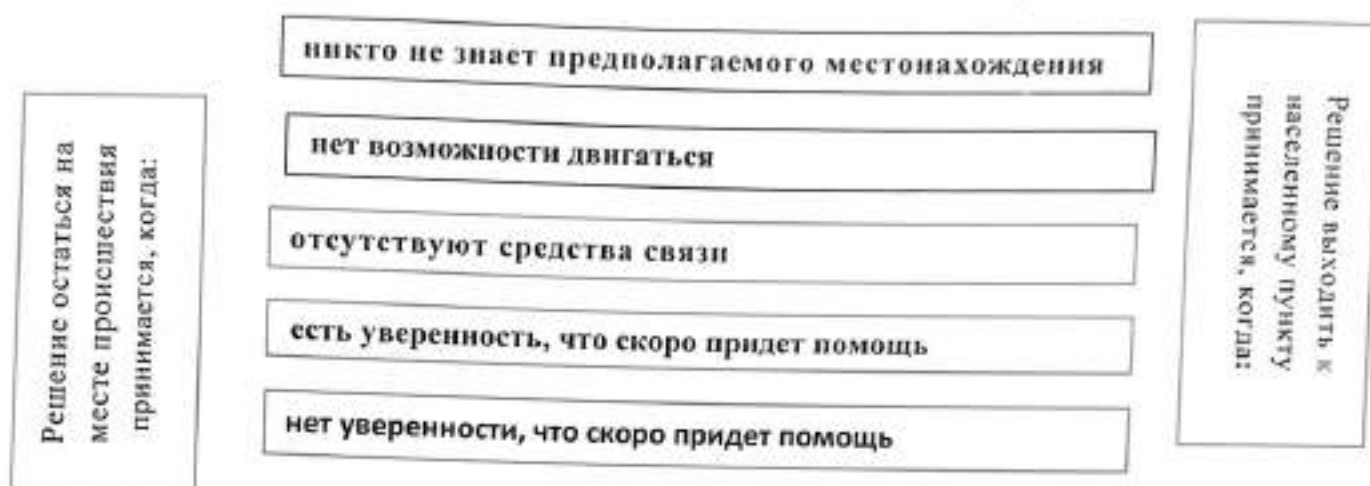 Решение остаться на
месте происшествия
принимается, когда:
никто не знает предполагаемого местонахождения
нет возможности двигаться
отсутствуют средства связи
есть уверенность, что скоро придет помощь
нет уверенности, что скоро придет помощь
Решение выходить к
населенному пункту
принимается, когда: